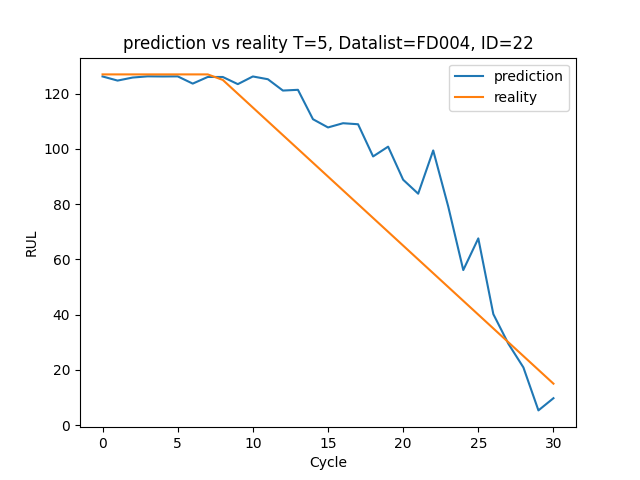 prediction vs reality T=5, Datalist=FD004, ID=22
prediction
reality
120
100
80
60
40
20
0
RUL
0 5 10 15 20 25 30
Cycle